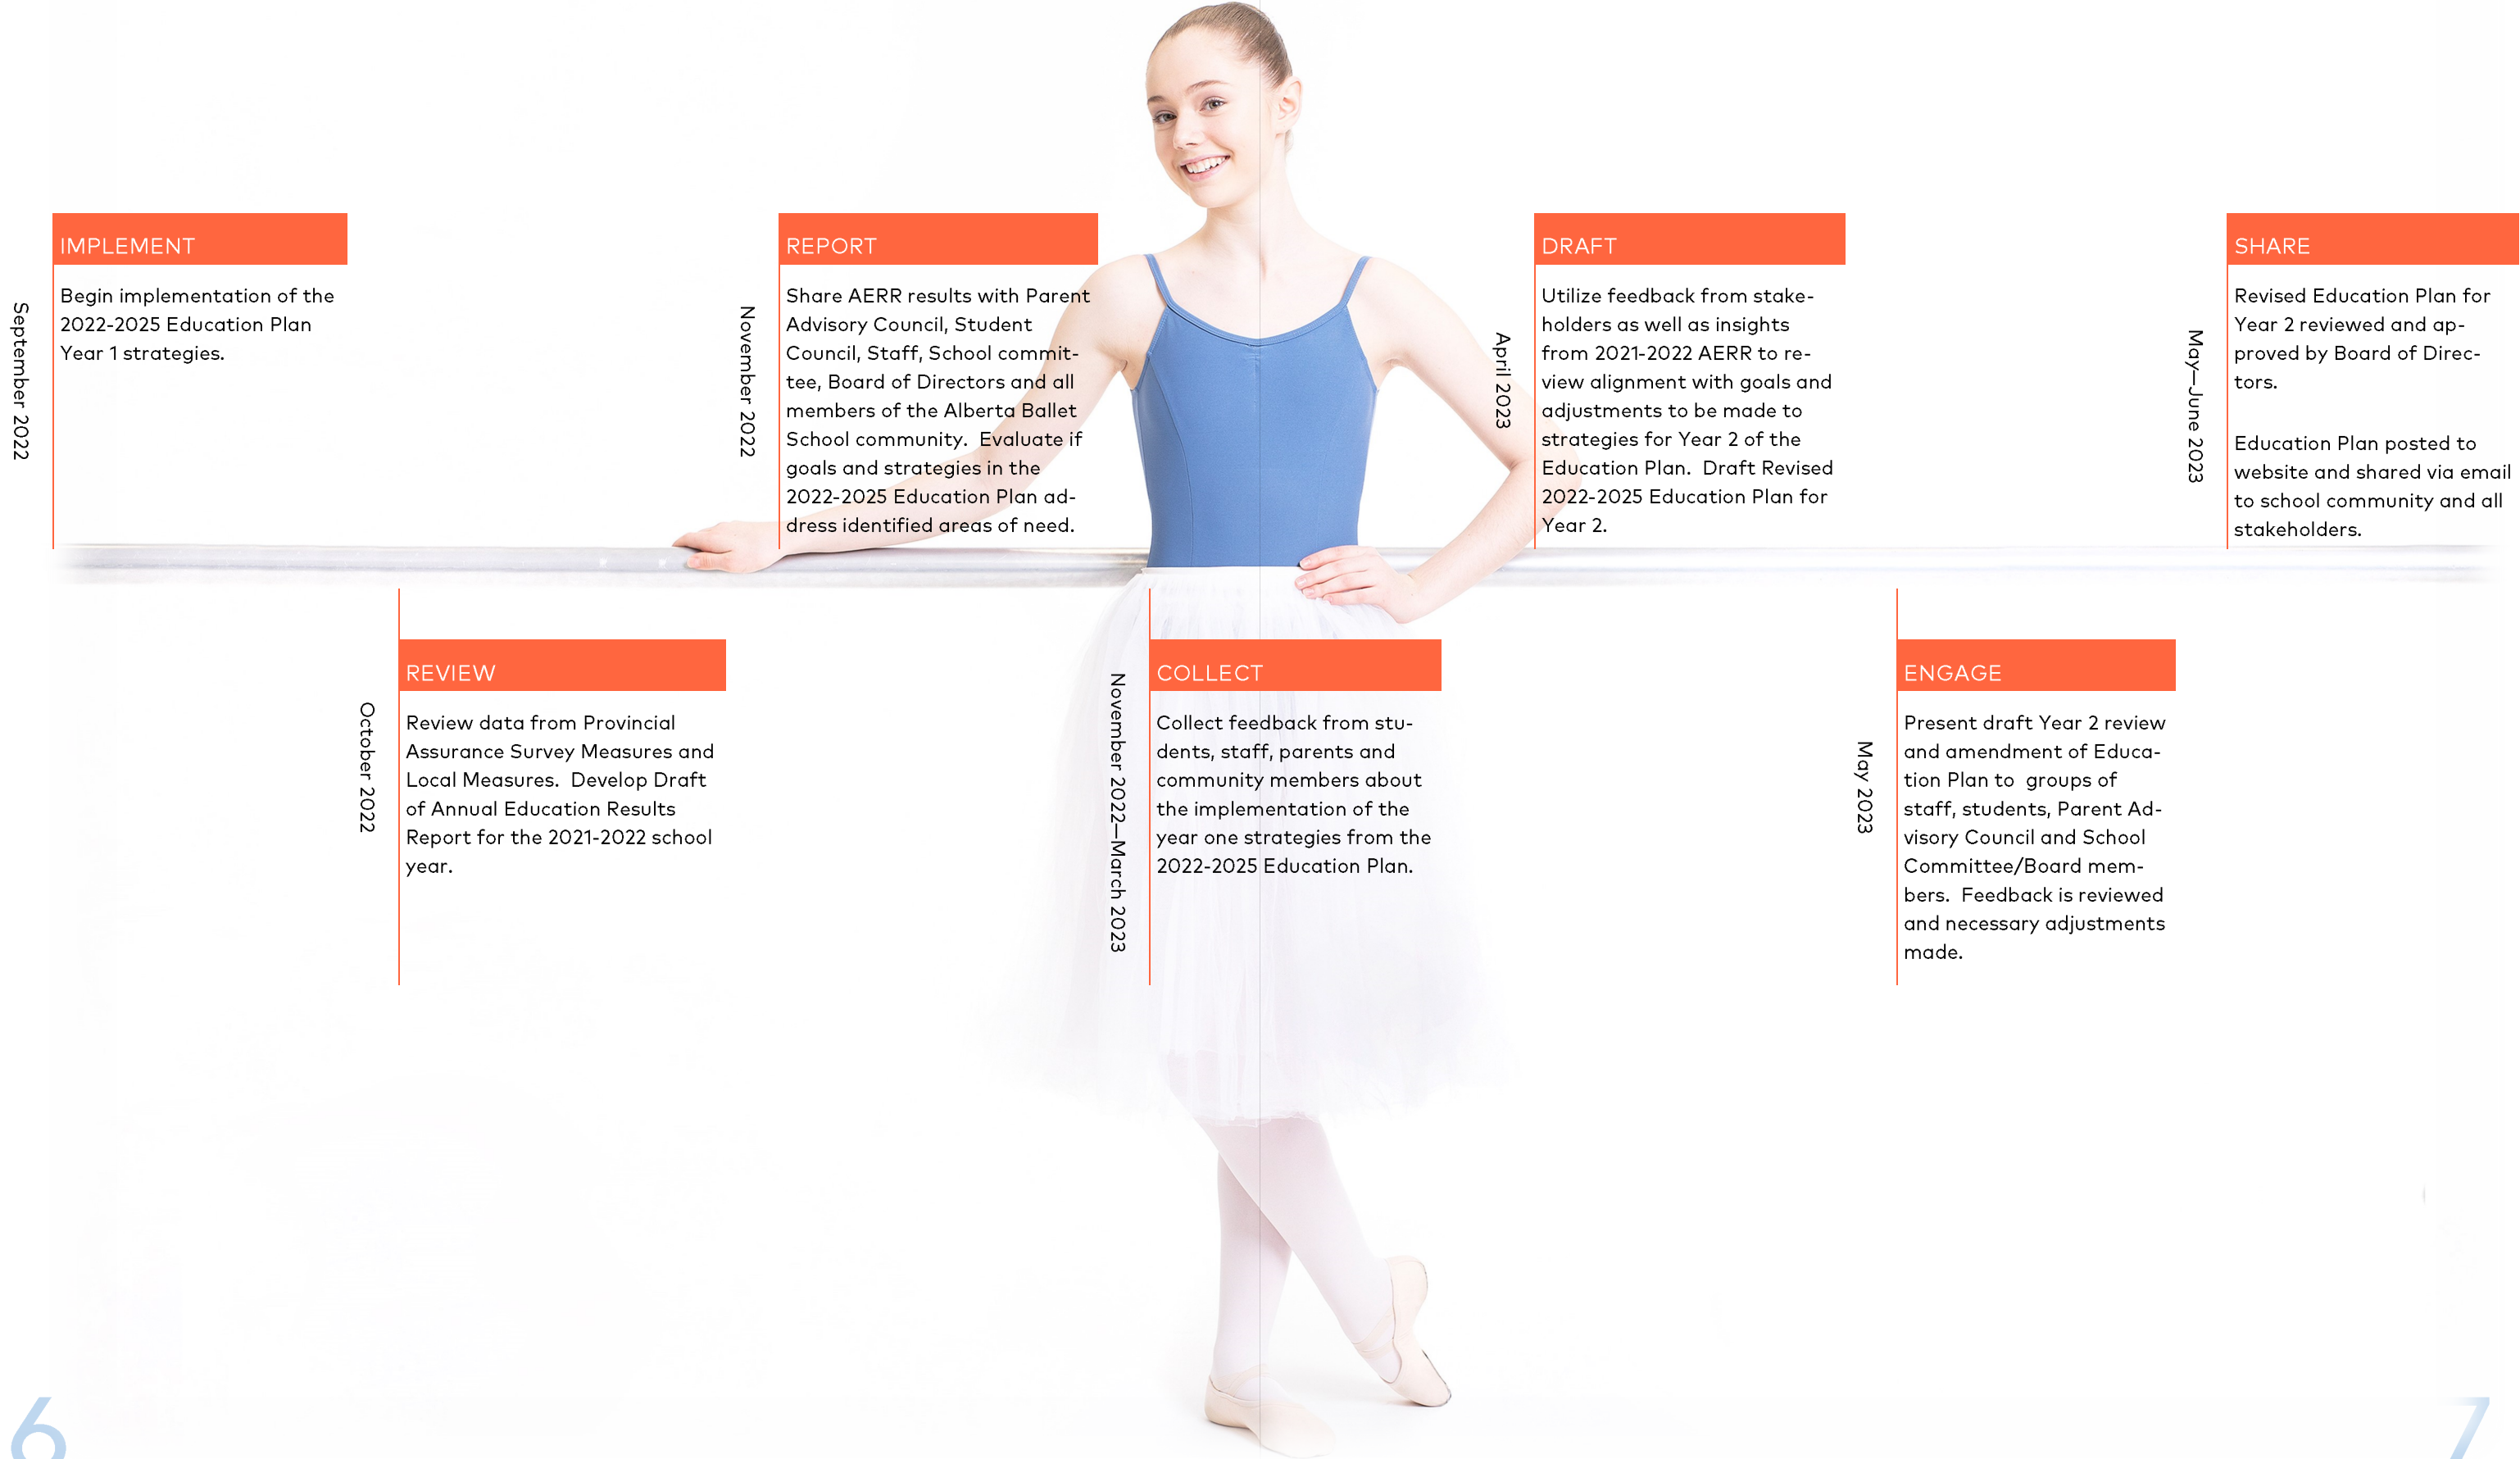 IMPLEMENT
September 2022
Begin implementation of the
2022-2025 Education Plan
Year 1 strategies.
REVIEW
October 2022
Review data from Provincial
Assurance Survey Measures and
Local Measures.  Develop Draft
of Annual Education Results
Report for the 2021-2022 school
year.
REPORT
November 2022
Share AERR results with Parent
Advisory Council, Student
Council, Staff, School commit-
tee, Board of Directors and all
members of the Alberta Ballet
School community.  Evaluate if
goals and strategies in the
2022-2025 Education Plan ad-
dress identified areas of need.
COLLECT
November 2022—March 2023
Collect feedback from stu-
dents, staff, parents and
community members about
the implementation of the
year one strategies from the
2022-2025 Education Plan.
DRAFT
April 2023
Utilize feedback from stake-
holders as well as insights
from 2021-2022 AERR to re-
view alignment with goals and
adjustments to be made to
strategies for Year 2 of the
Education Plan.  Draft Revised
2022-2025 Education Plan for
Year 2.
ENGAGE
May 2023
Present draft Year 2 review
and amendment of Educa-
tion Plan to  groups of
staff, students, Parent Ad-
visory Council and School
Committee/Board mem-
bers.  Feedback is reviewed
and necessary adjustments
made.
SHARE
May—June 2023
Revised Education Plan for
Year 2 reviewed and ap-
proved by Board of Direc-
tors.
Education Plan posted to
website and shared via email
to school community and all
stakeholders.
6
7